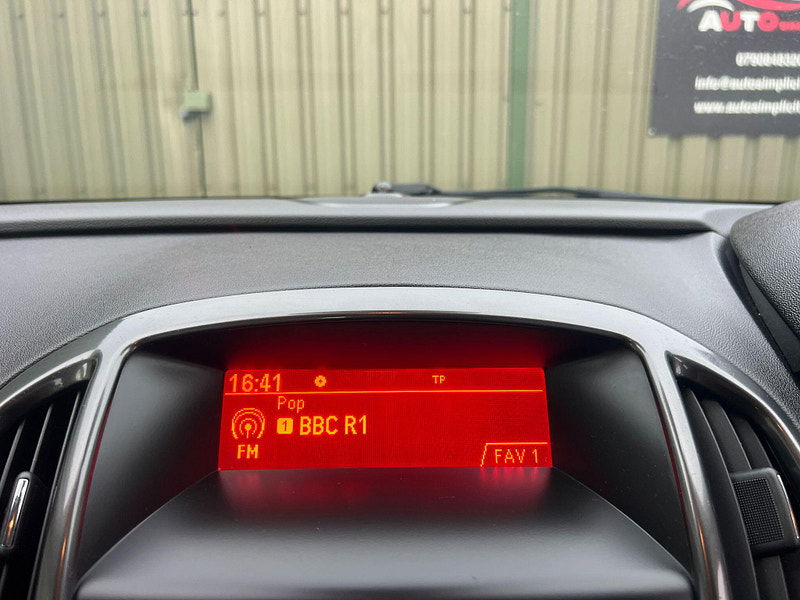 AUTO
info@autosimplicit
www.autosimplicit
16:41 TP
Pop
1 BBC R1
FM
FAV 1